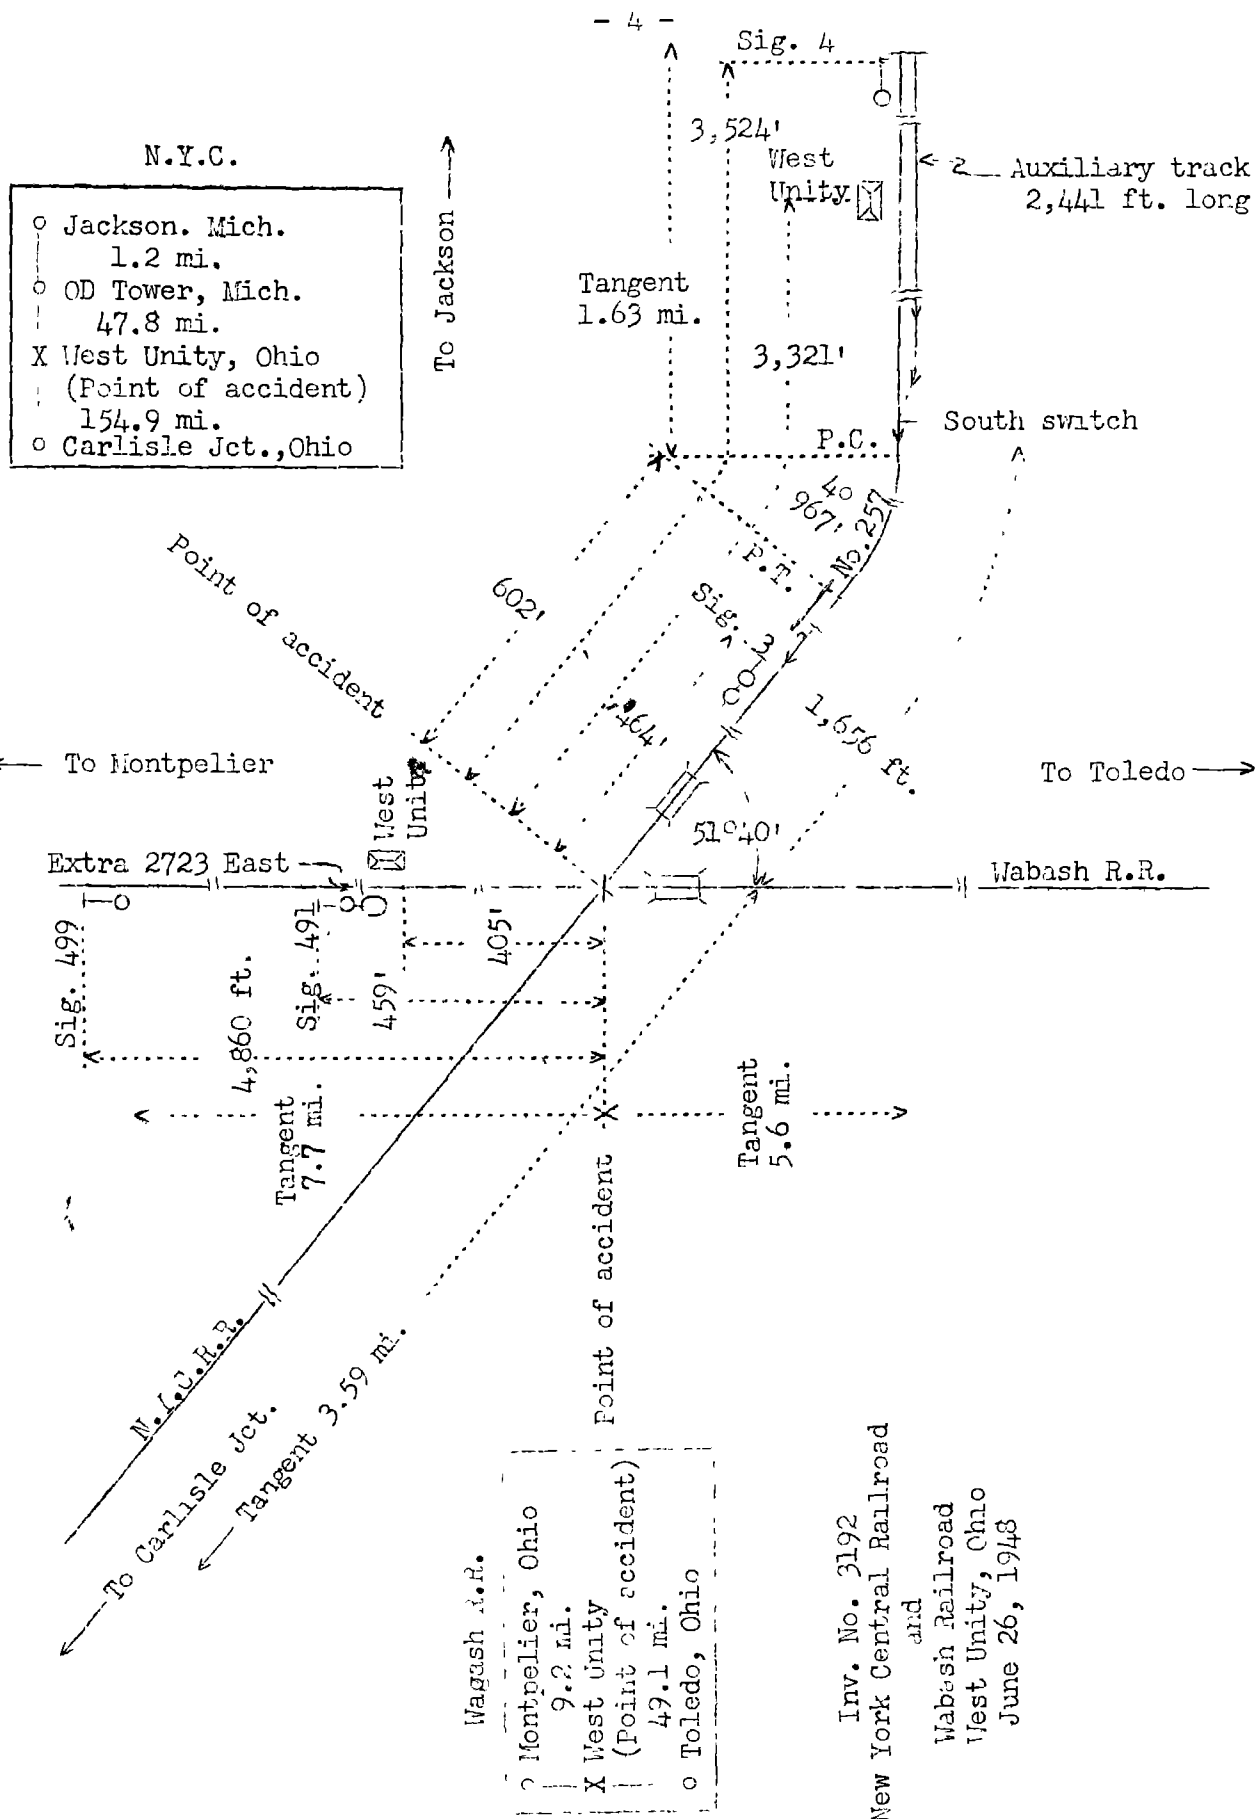 - 4 -
Sig. 4
3,524'
N.Y.C.
Jackson. Mich.
1.2 mi.
OD Tower, Mich.
47.8 mi.
X West Unity, Ohio
(Point of accident)
154.9 mi.
Carlisle Jct.,Ohio
To Jackson
Tangent
1.63 mi.
West
Unity
Auxiliary track
2,441 ft. long
3,321'
South switch
P.C.
4°
967'
No. 257
P.T.
Sig. 3
602'
Point of accident
464'
1,656 ft.
To Montpelier
To Toledo
West
Unity
51°40'
Extra 2723 East
Wabash R.R.
Sig. 499
Sig. 491
405'
459'
4,860 ft.
Tangent
7.7 mi.
Tangent
5.6 mi.
Point of accident
N.Y.C.R.R.
To Carlisle Jct.
Tangent 3.59 mi.
Wagash R.R.
Montpelier, Ohio
9.2 mi.
X West Unity
(Point of accident)
49.1 mi.
Toledo, Ohio
Inv. No. 3192
New York Central Railroad
and
Wabash Railroad
West Unity, Ohio
June 26, 1948